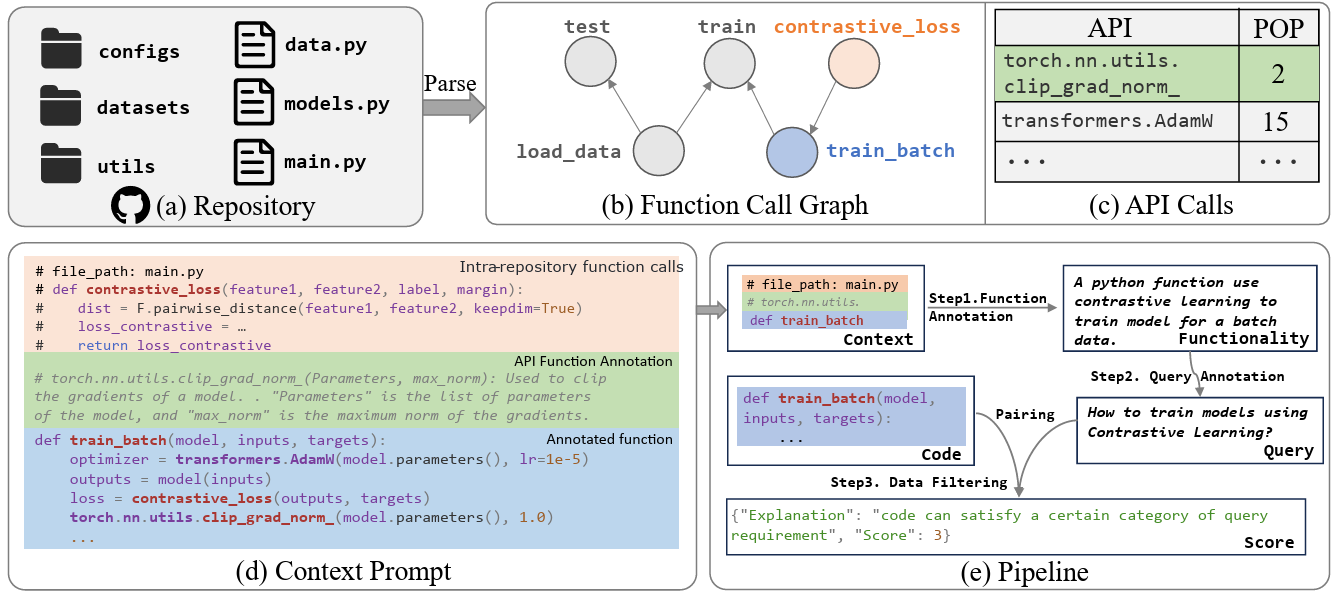 configs
datasets
utils
data.py
models.py
main.py
(a) Repository
Parse
test
train
contrastive_loss
load_data
train_batch
(b) Function Call Graph
API POP
torch.nn.utils.
clip_grad_norm_
2
transformers.AdamW 15
... ...
(c) API Calls
Intra-repository function calls
# file_path: main.py
# def contrastive_loss(feature1, feature2, label, margin):
#    dist = F.pairwise_distance(feature1, feature2, keepdim=True)
#    loss_contrastive = …
#    return loss_contrastive
API Function Annotation
# torch.nn.utils.clip_grad_norm_(Parameters, max_norm): Used to clip
the gradients of a model. . "Parameters" is the list of parameters
of the model, and "max_norm" is the maximum norm of the gradients.
Annotated function
def train_batch(model, inputs, targets):
    optimizer = transformers.AdamW(model.parameters(), lr=1e-5)
    outputs = model(inputs)
    loss = contrastive_loss(outputs, targets)
    torch.nn.utils.clip_grad_norm_(model.parameters(), 1.0)
    ...
(d) Context Prompt
# file_path: main.py
# torch.nn.utils.
def train_batch
Context
Step1.Function
Annotation
A python function use
contrastive learning to
train model for a batch
data.
Functionality
Step2. Query Annotation
def train_batch(model,
inputs, targets):
...
Code
Pairing
How to train models using
Contrastive Learning?
Query
Step3. Data Filtering
{"Explanation": "code can satisfy a certain category of query
requirement", "Score": 3}
Score
(e) Pipeline